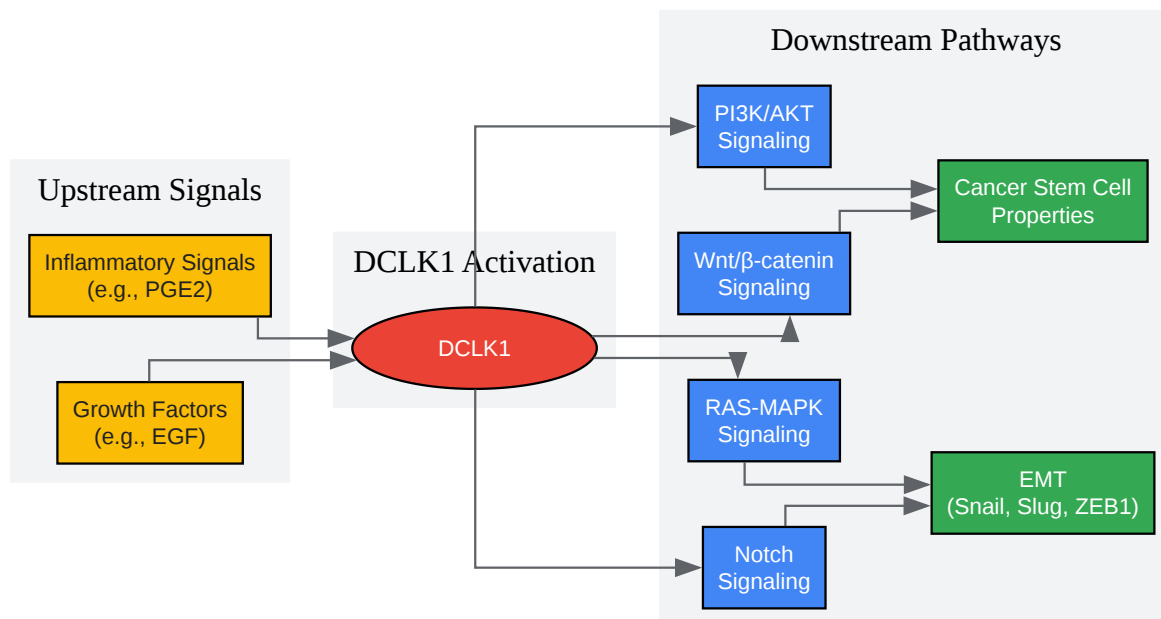 Upstream Signals
Inflammatory Signals
(e.g., PGE2)
Growth Factors
(e.g., EGF)
DCLK1 Activation
DCLK1
Downstream Pathways
PI3K/AKT
Signaling
Wnt/β-catenin
Signaling
RAS-MAPK
Signaling
Notch
Signaling
Cancer Stem Cell
Properties
EMT
(Snail, Slug, ZEB1)